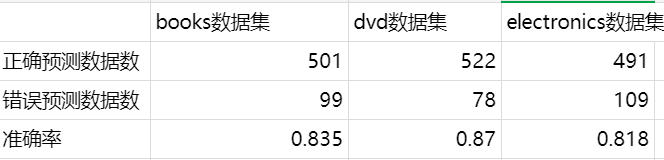 books数据集 dvd数据集 electronics数据集
正确预测数据数 501 522 491
错误预测数据数 99 78 109
准确率 0.835 0.87 0.818